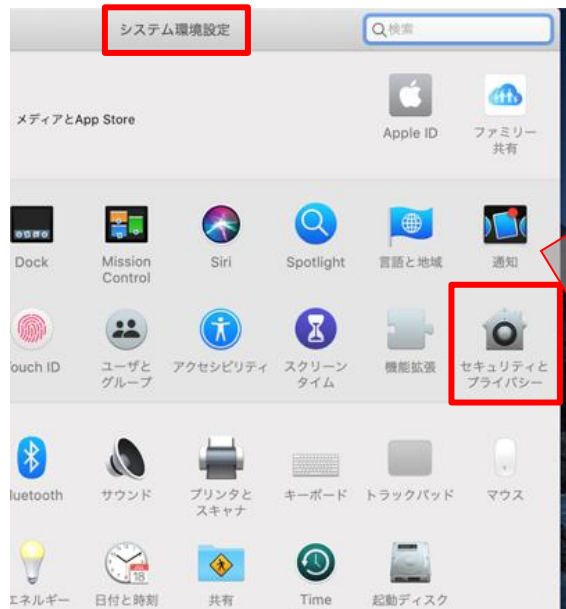 システム環境設定
検索
メディアとApp Store
Apple ID
ファミリー
共有
Dock
Mission
Control
Siri
Spotlight
言語と地域
通知
ouch ID
ユーザと
グループ
アクセシビリティ
スクリーン
タイム
機能拡張
セキュリティと
プライバシー
luetooth
サウンド
プリンタと
スキャナ
キーボード
トラックパッド
マウス
エネルギー
日付と時刻
共有
Time
起動ディスク
18